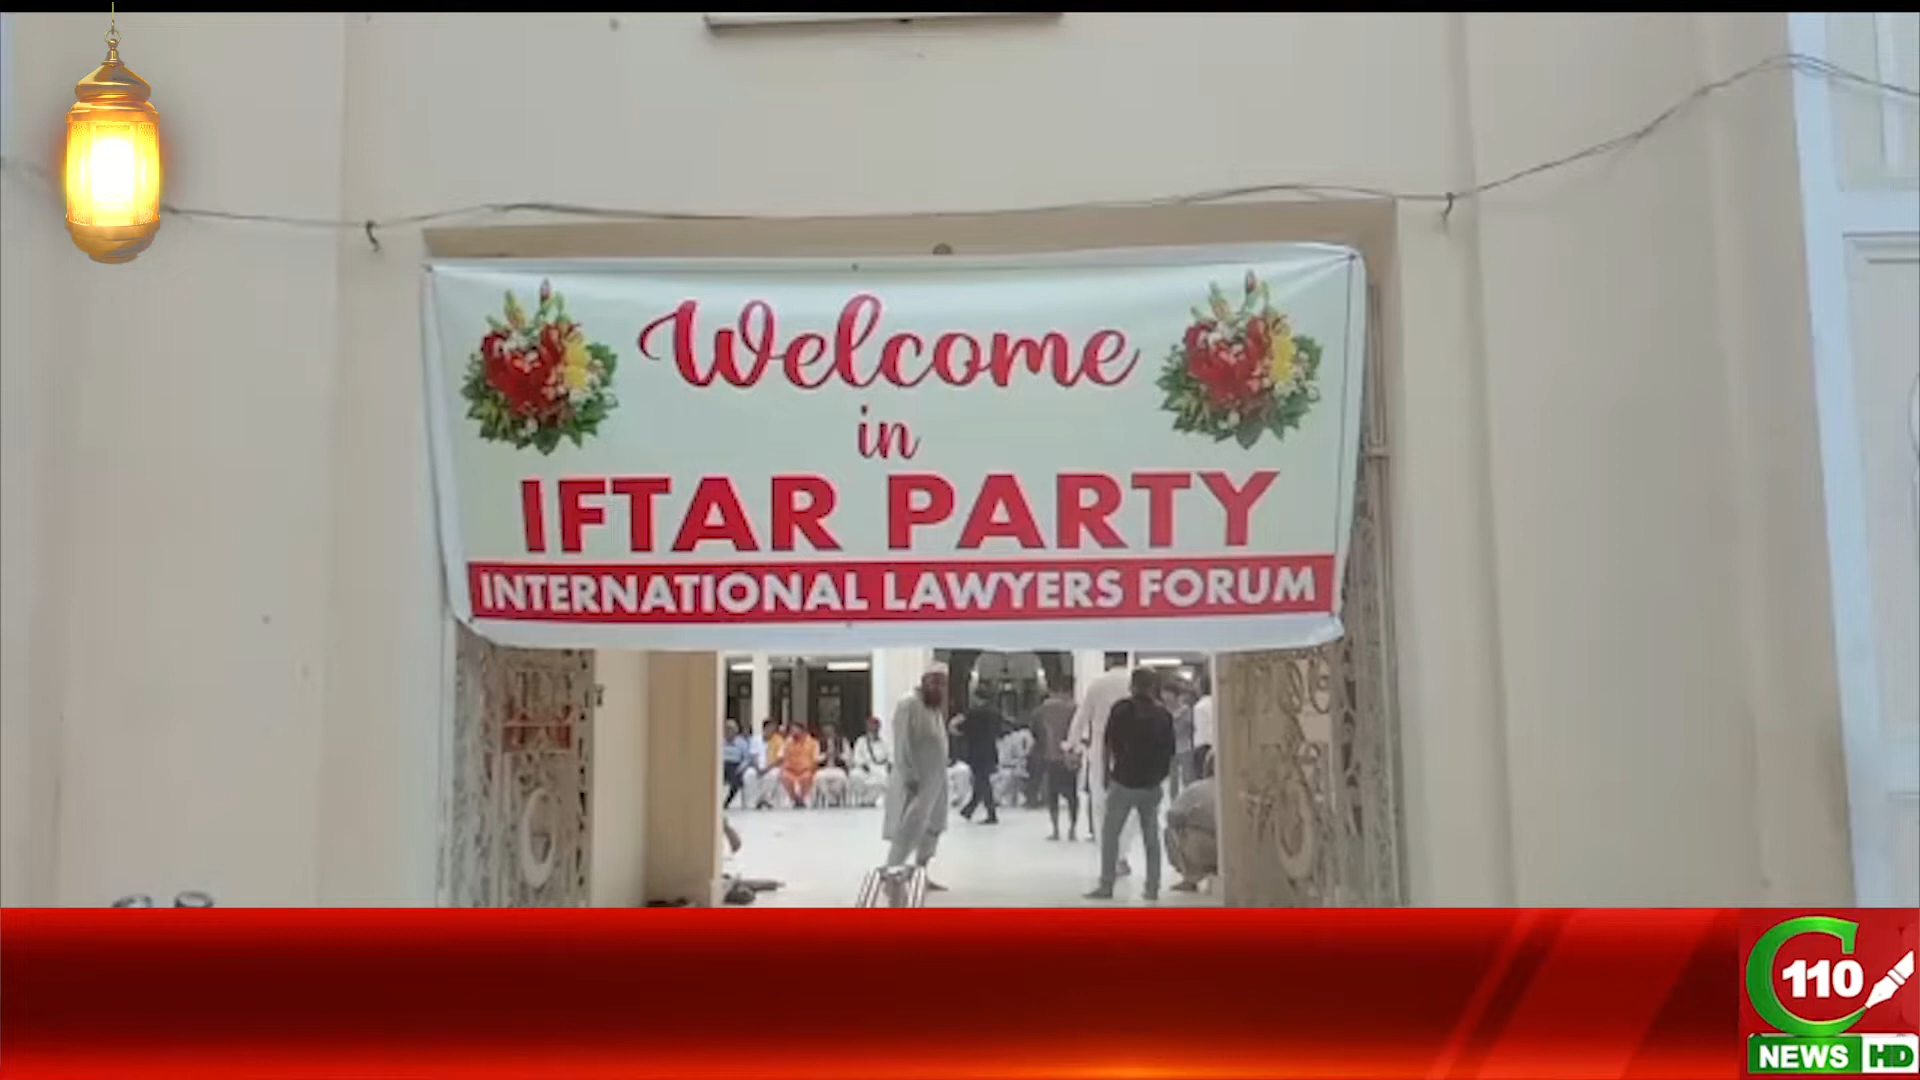 Welcome
in
IFTAR PARTY
INTERNATIONAL LAWYERS FORUM
C
110
NEWS HD